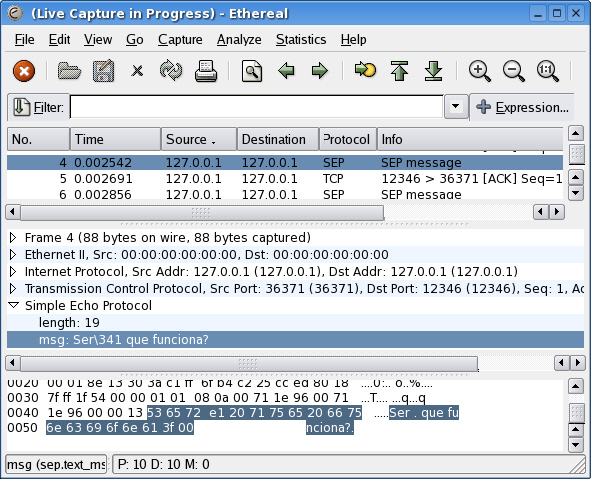 (Live Capture in Progress) - Ethereal
File Edit View Go Capture Analyze Statistics Help
Filter: Expression...
No. Time Source Destination Protocol Info
4 0.002542 127.0.0.1 127.0.0.1 SEP SEP message
5 0.002691 127.0.0.1 127.0.0.1 TCP 12346 > 36371 [ACK] Seq=1
6 0.002856 127.0.0.1 127.0.0.1 SEP SEP message
Frame 4 (88 bytes on wire, 88 bytes captured)
Ethernet II, Src: 00:00:00:00:00:00, Dst: 00:00:00:00:00:00
Internet Protocol, Src Addr: 127.0.0.1 (127.0.0.1), Dst Addr: 127.0.0.1 (127.0.0.1)
Transmission Control Protocol, Src Port: 36371 (36371), Dst Port: 12346 (12346), Seq: 1, Ac
Simple Echo Protocol
length: 19
msg: Ser\341 que funciona?
0020 00 01 8e 13 30 3a c1 ff 6f b4 c2 25 cc ed 80 18 ....0:.. o..%....
0030 7f ff 1f 54 00 00 01 01 08 0a 00 71 1e 96 00 71 ...T.... ...q...q
0040 1e 96 00 00 00 13 53 65 72 e1 20 71 75 65 20 66 75 .....Ser . que fu
0050 6e 63 69 6f 6e 61 3f 00 nciona?.
msg (sep.text_ms P: 10 D: 10 M: 0